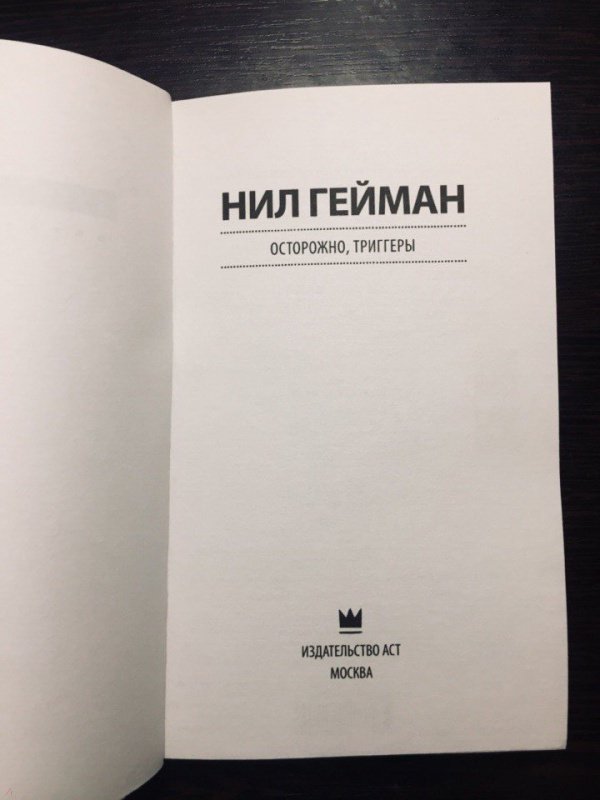 НИЛ ГЕЙМАН
ОСТОРОЖНО, ТРИГГЕРЫ
ИЗДАТЕЛЬСТВО АСТ
МОСКВА